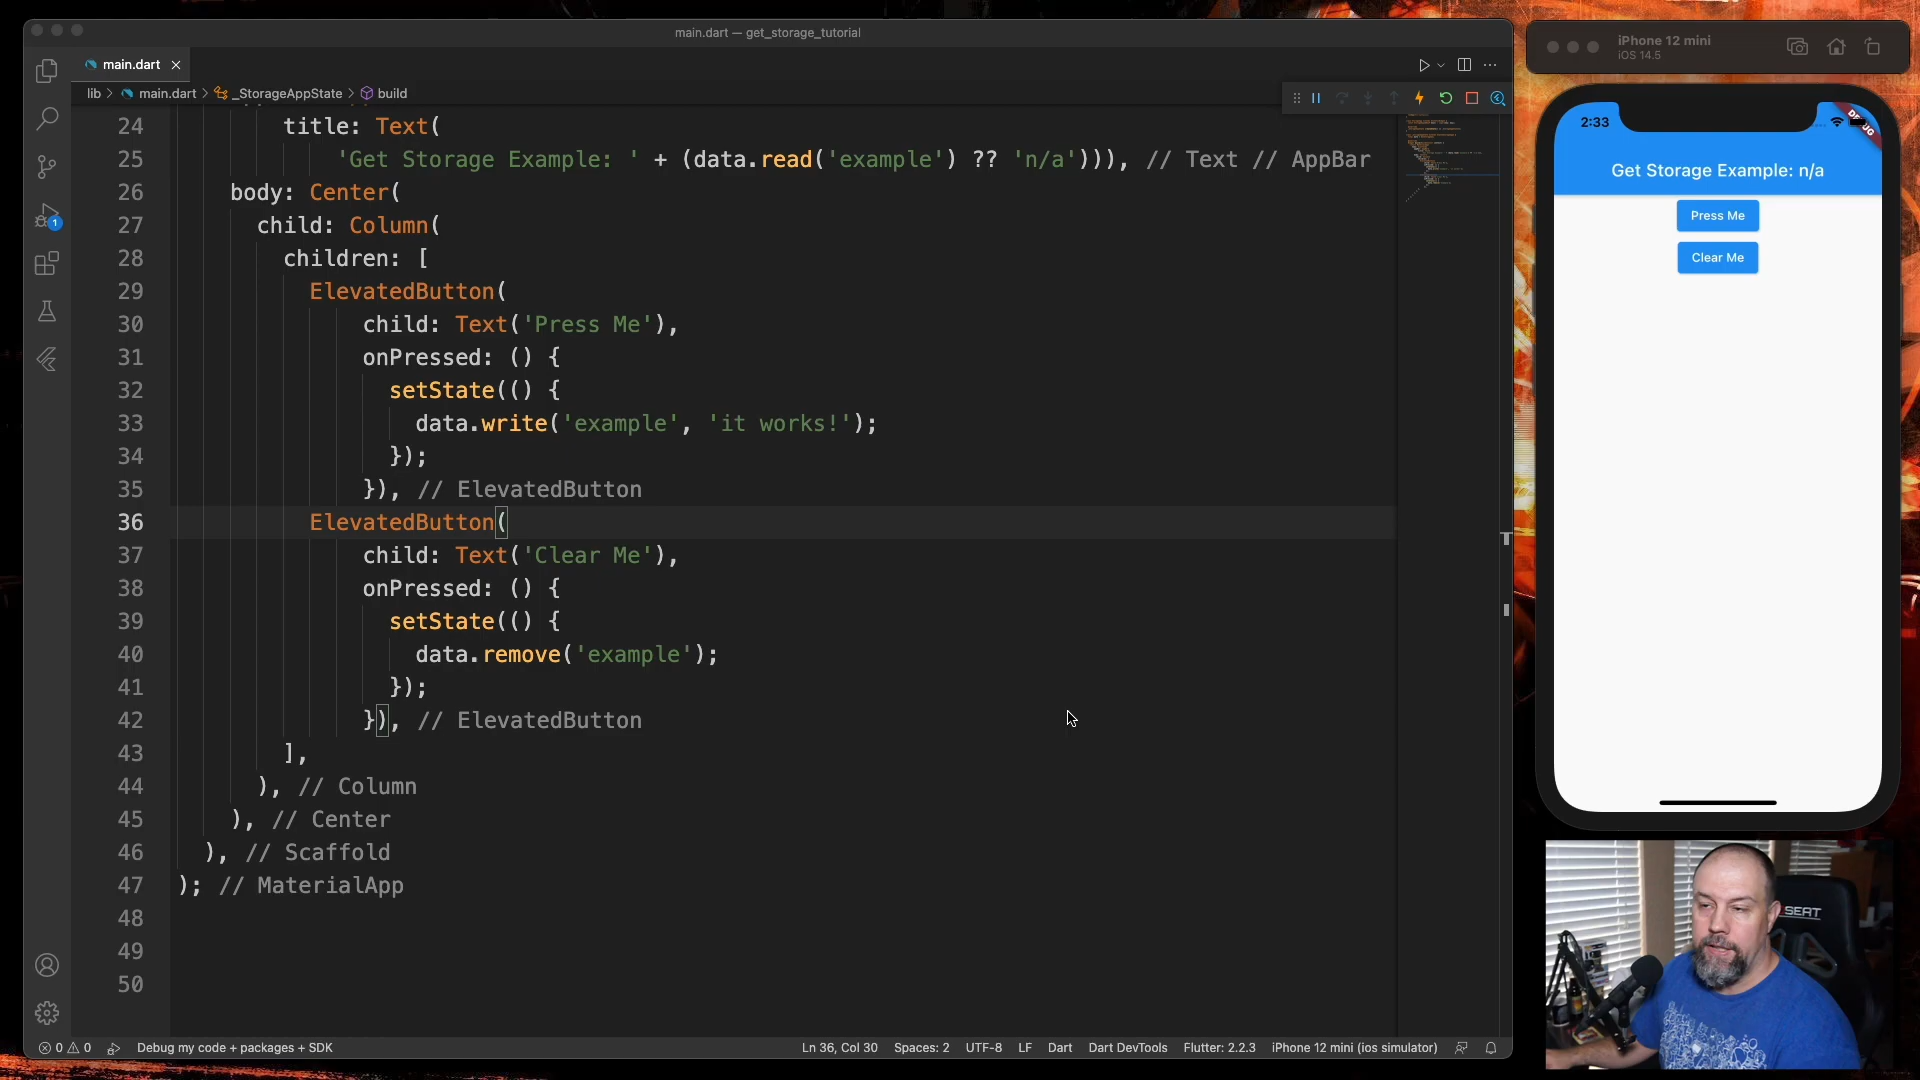 main.dart — get_storage_tutorial
main.dart
lib > main.dart > _StorageAppState > build
24 title: Text(
25 'Get Storage Example: ' + (data.read('example') ?? 'n/a'))), // Text // AppBar
26 body: Center(
27 child: Column(
28 children: [
29 ElevatedButton(
30 child: Text('Press Me'),
31 onPressed: () {
32 setState(() {
33 data.write('example', 'it works!');
34 });
35 }), // ElevatedButton
36 ElevatedButton(
37 child: Text('Clear Me'),
38 onPressed: () {
39 setState(() {
40 data.remove('example');
41 });
42 }), // ElevatedButton
43 ],
44 ), // Column
45 ), // Center
46 ), // Scaffold
47 ); // MaterialApp
48
49
50
1
0 0 Debug my code + packages + SDK
Ln 36, Col 30 Spaces: 2 UTF-8 LF Dart Dart DevTools Flutter: 2.2.3 iPhone 12 mini (ios simulator)
iPhone 12 mini
iOS 14.5
2:33
DEBUG
Get Storage Example: n/a
Press Me
Clear Me
SEAT